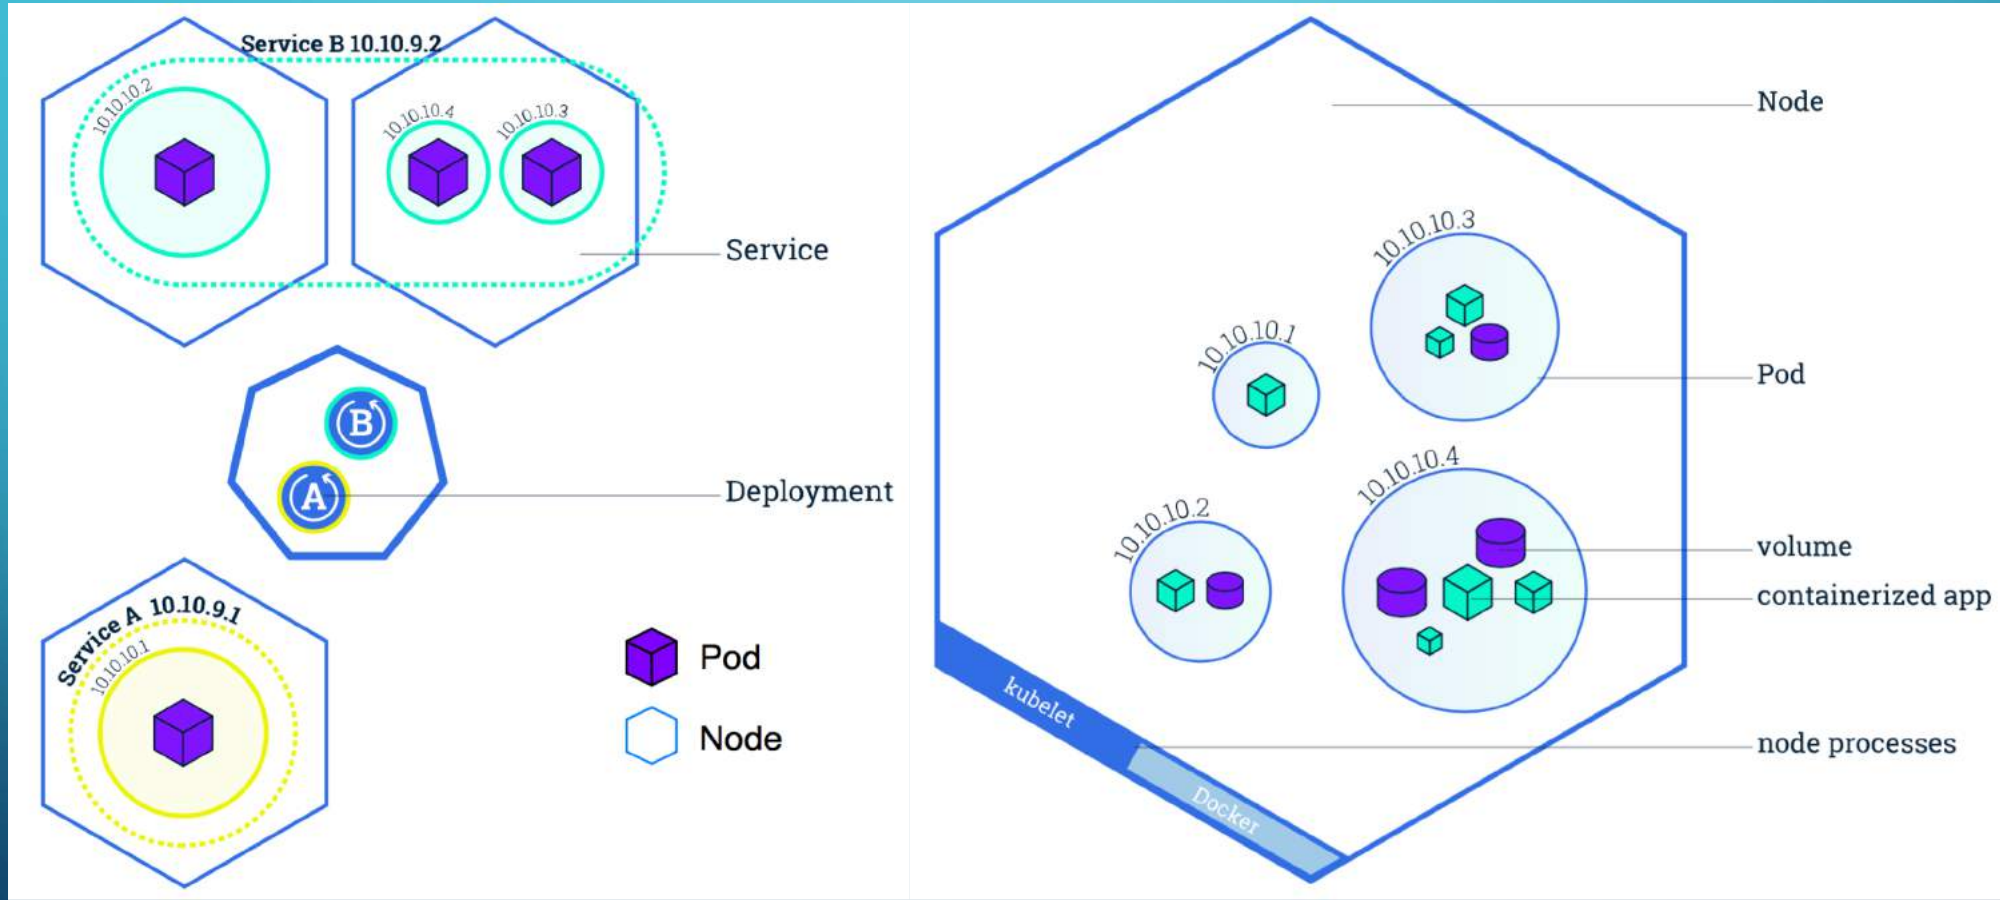 Service B 10.10.9.2
10.10.10.2
10.10.10.4
10.10.10.3
Service
B
A
Deployment
Service A 10.10.9.1
10.10.10.1
Pod
Node
Node
10.10.10.3
10.10.10.1
Pod
10.10.10.4
10.10.10.2
volume
containerized app
kubelet
node processes
Docker